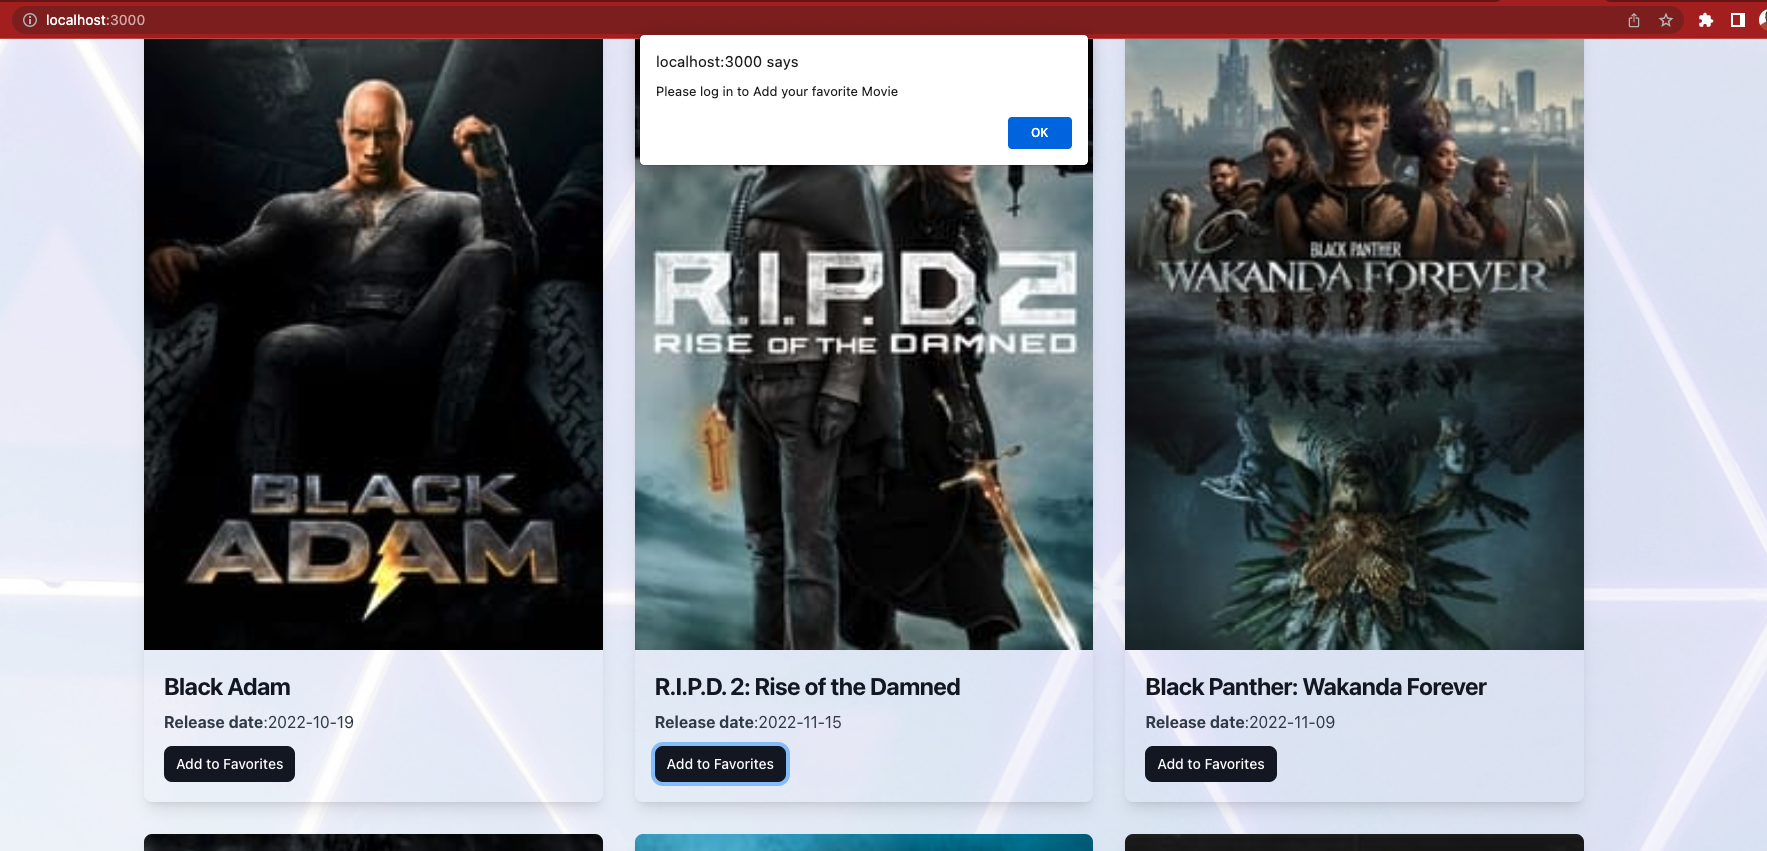 localhost:3000
localhost:3000 says
Please log in to Add your favorite Movie
OK
BLACK
ADAM
R.I.P.D.2
RISE OF THE DAMNED
BLACK PANTHER
WAKANDA FOREVER
Black Adam
Release date:2022-10-19
Add to Favorites
R.I.P.D. 2: Rise of the Damned
Release date:2022-11-15
Add to Favorites
Black Panther: Wakanda Forever
Release date:2022-11-09
Add to Favorites